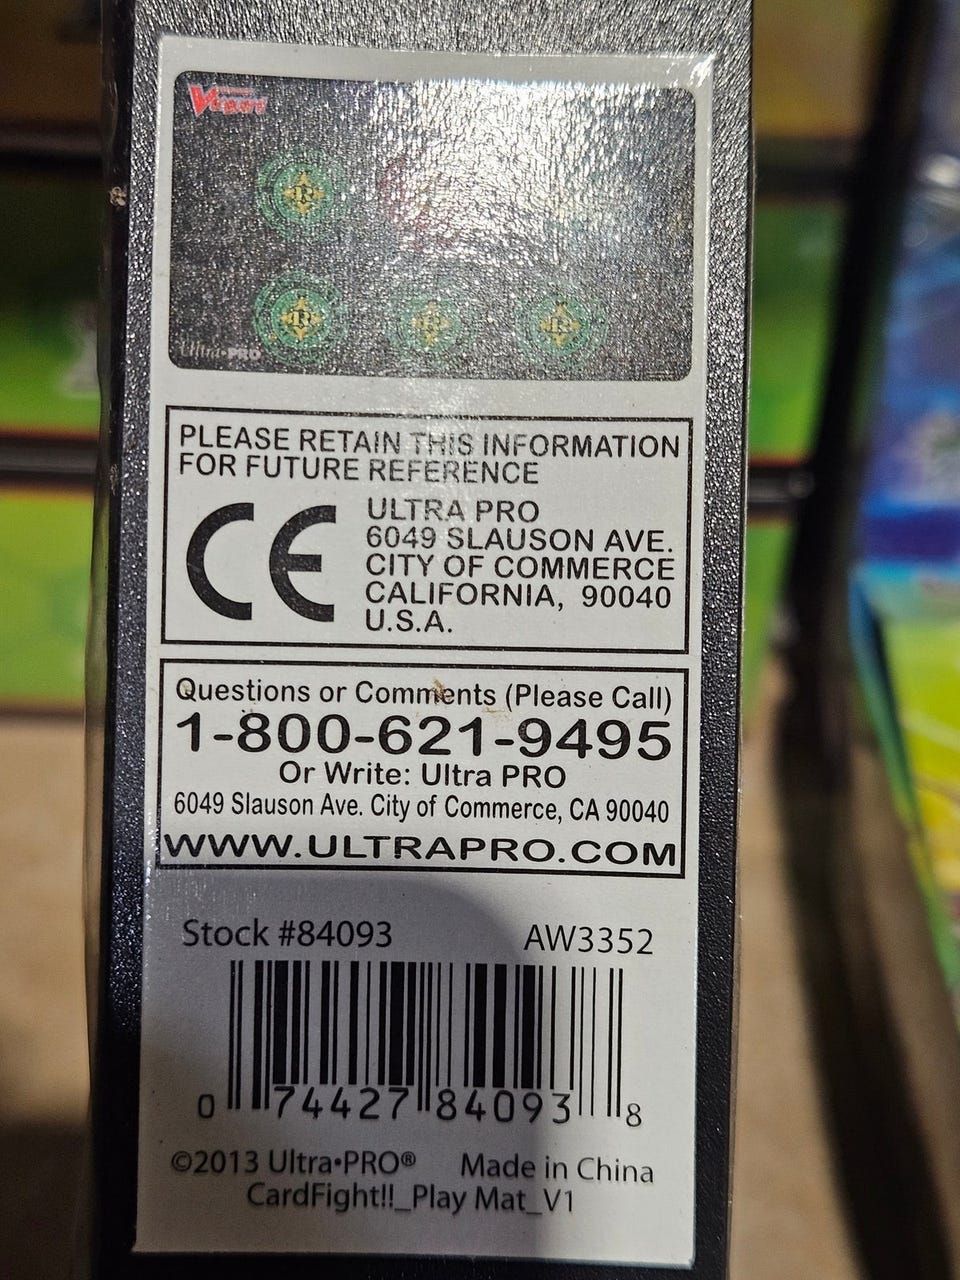 Ultra•PRO
PLEASE RETAIN THIS INFORMATION
FOR FUTURE REFERENCE
CE
ULTRA PRO
6049 SLAUSON AVE.
CITY OF COMMERCE
CALIFORNIA, 90040
U.S.A.
Questions or Comments (Please Call)
1-800-621-9495
Or Write: Ultra PRO
6049 Slauson Ave. City of Commerce, CA 90040
WWW.ULTRAPRO.COM
Stock #84093 AW3352
0 74427 84093 8
©2013 Ultra•PRO® Made in China
CardFight!!_Play Mat_V1